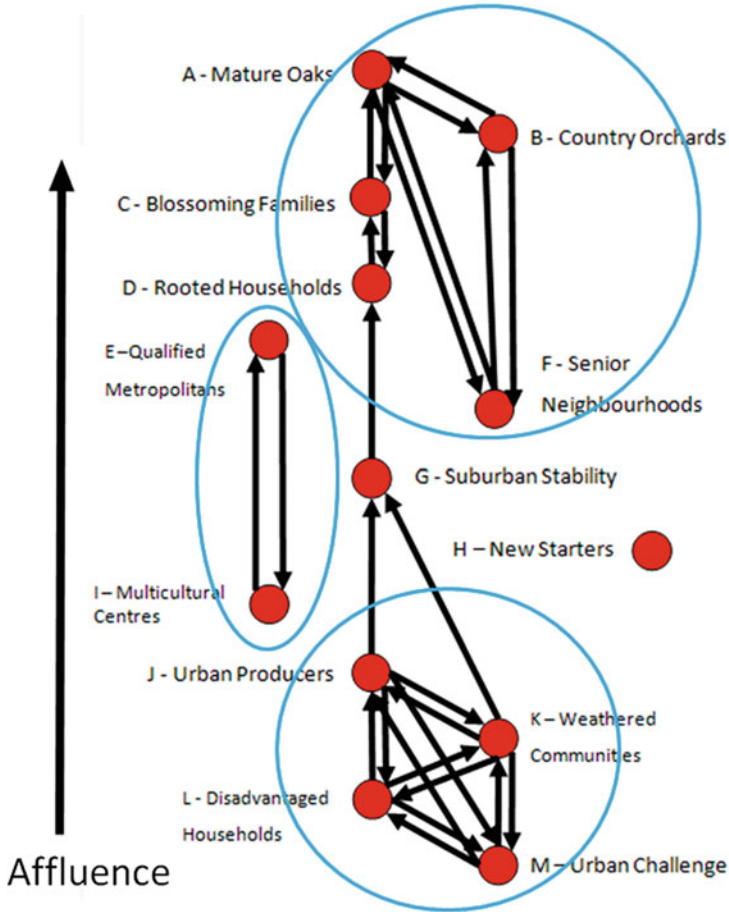 A - Mature Oaks
B - Country Orchards
C - Blossoming Families
D - Rooted Households
E –Qualified
Metropolitans
F - Senior
Neighbourhoods
G - Suburban Stability
H – New Starters
I – Multicultural
Centres
J - Urban Producers
K – Weathered
Communities
L - Disadvantaged
Households
M – Urban Challenge
Affluence